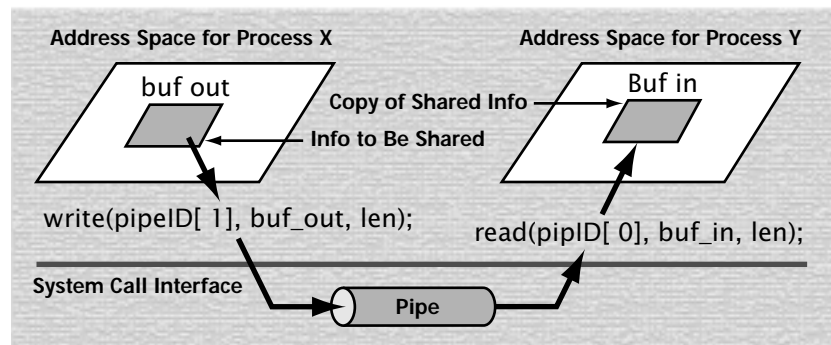 Address Space for Process X
Address Space for Process Y
buf out
Buf in
Copy of Shared Info
Info to Be Shared
write(pipeID[ 1], buf_out, len);
read(pipID[ 0], buf_in, len);
System Call Interface
Pipe